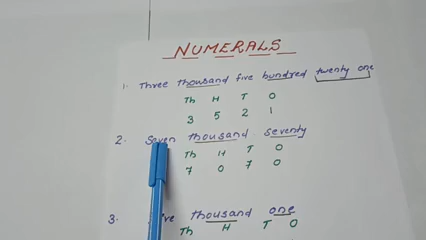 NUMERALS
1. Three thousand five hundred twenty one
Th H T O
3 5 2 1
2. Seven thousand seventy
Th H T O
7 0 7 0
3. thousand one
Th H T O